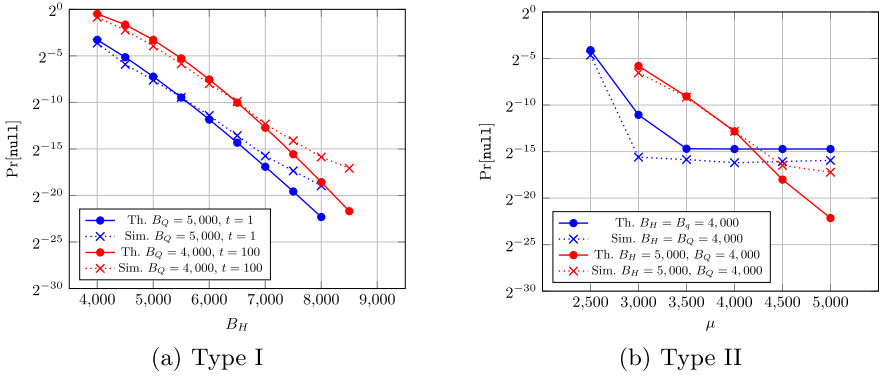 2^0
2^-5
2^-10
2^-15
2^-20
2^-25
2^-30
Pr[null]
4,000 5,000 6,000 7,000 8,000 9,000
B_H
Th. B_Q = 5,000, t = 1
Sim. B_Q = 5,000, t = 1
Th. B_Q = 4,000, t = 100
Sim. B_Q = 4,000, t = 100
(a) Type I
2^0
2^-5
2^-10
2^-15
2^-20
2^-25
2^-30
Pr[null]
2,500 3,000 3,500 4,000 4,500 5,000
μ
Th. B_H = B_q = 4,000
Sim. B_H = B_Q = 4,000
Th. B_H = 5,000, B_Q = 4,000
Sim. B_H = 5,000, B_Q = 4,000
(b) Type II